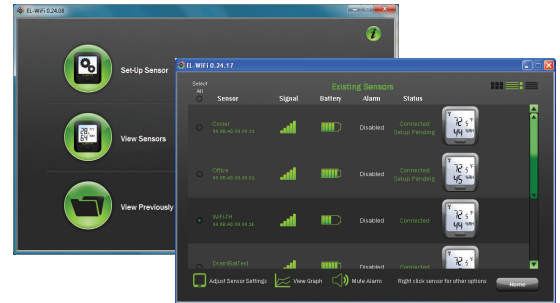 EL-WiFi 0.24.08
Set-Up Sensor
View Sensors
View Previously
EL-WiFi 0.24.17
Existing Sensors
Select
All
Sensor Signal Battery Alarm Status
Cooler Disabled Connected
Setup Pending
Office Disabled Connected
Setup Pending
WiFi-TH Disabled Connected
DrainBatTest Disabled Connected
Adjust Sensor Settings View Graph Mute Alarm Right click sensor for other options Home